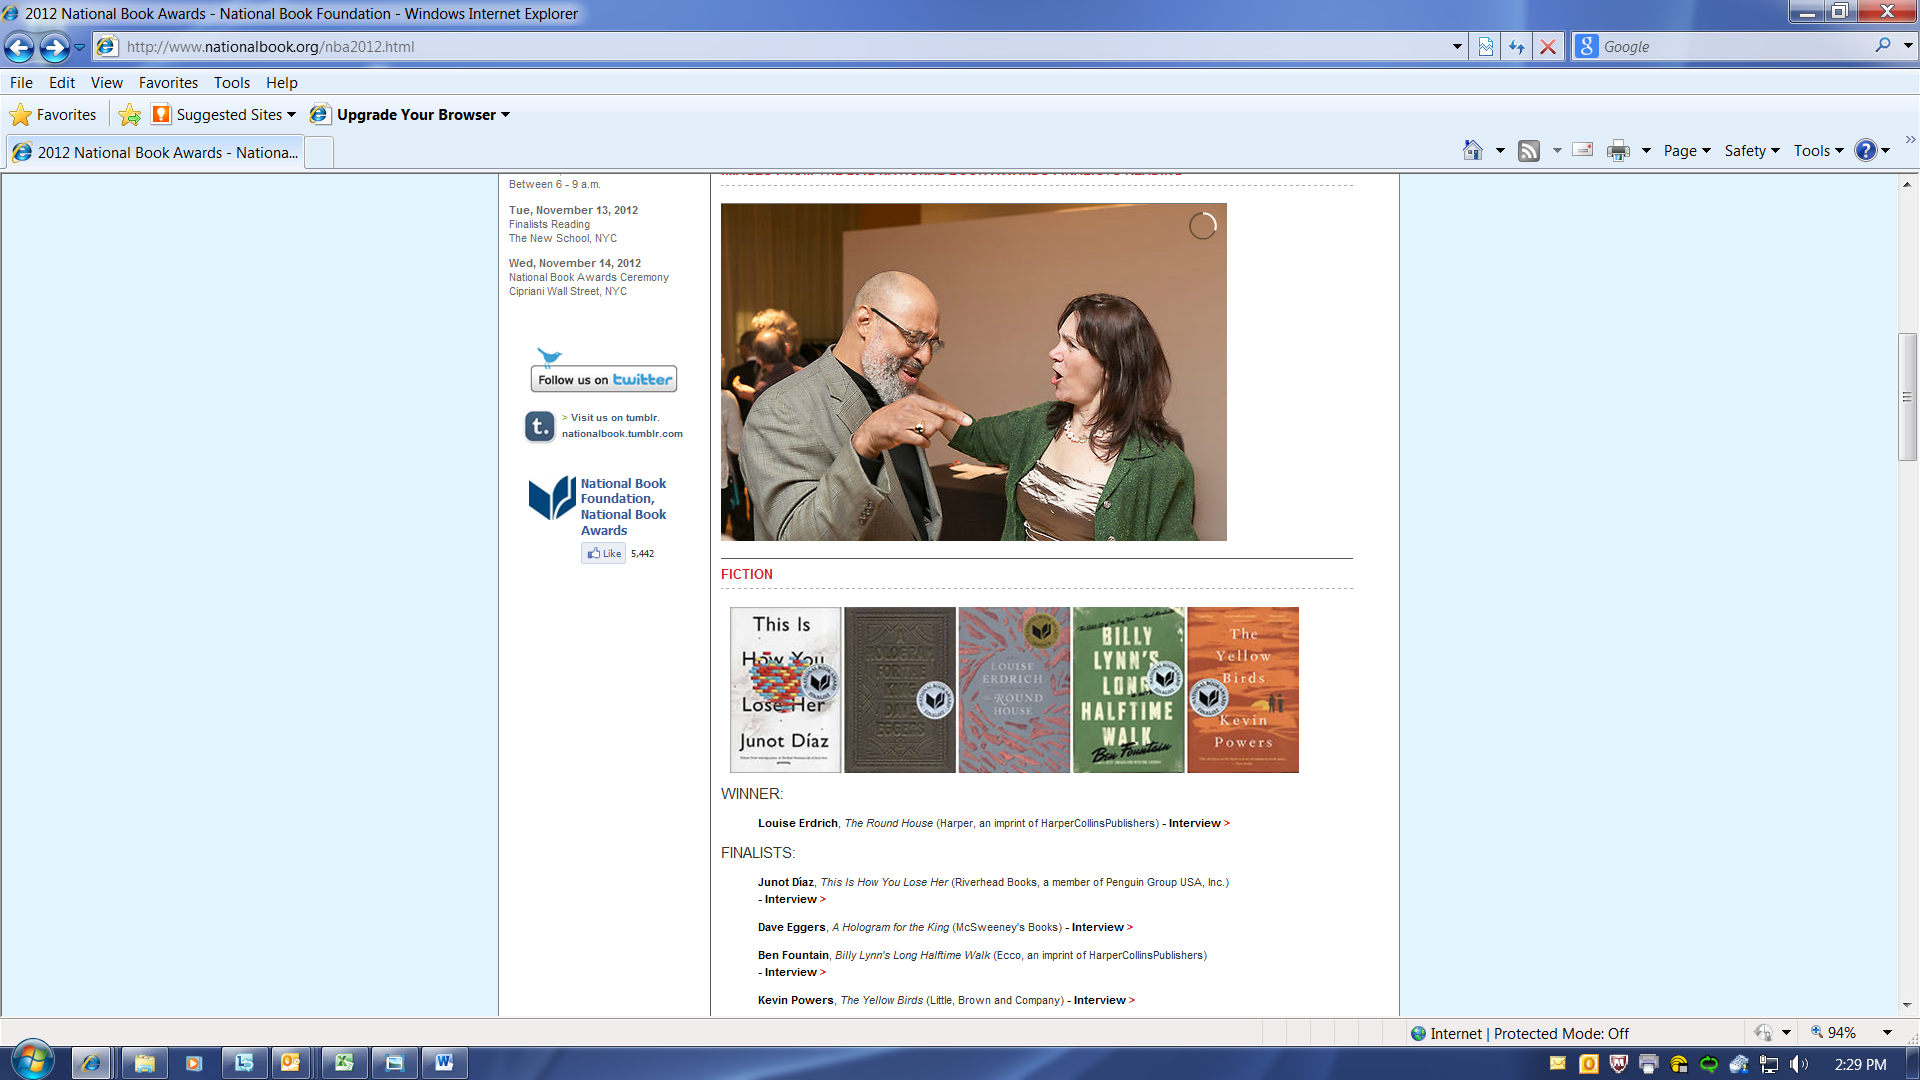 2012 National Book Awards - National Book Foundation - Windows Internet Explorer
http://www.nationalbook.org/nba2012.html
Google
File Edit View Favorites Tools Help
Favorites Suggested Sites Upgrade Your Browser
2012 National Book Awards - Nationa...
Page Safety Tools
Between 6 - 9 a.m.
Tue, November 13, 2012
Finalists Reading
The New School, NYC
Wed, November 14, 2012
National Book Awards Ceremony
Cipriani Wall Street, NYC
Follow us on twitter
t.
> Visit us on tumblr.
nationalbook.tumblr.com
National Book
Foundation,
National Book
Awards
Like 5,442
FICTION
This Is
How You
Lose Her
Junot Díaz
HOLOGRAM
FOR THE
KING
DAVE
EGGERS
LOUISE
ERDRICH
ROUND
HOUSE
BILLY
LYNN'S
LONG
HALFTIME
WALK
Ben Fountain
The
Yellow
Birds
Kevin
Powers
WINNER:
Louise Erdrich, The Round House (Harper, an imprint of HarperCollinsPublishers) - Interview >
FINALISTS:
Junot Díaz, This Is How You Lose Her (Riverhead Books, a member of Penguin Group USA, Inc.)
- Interview >
Dave Eggers, A Hologram for the King (McSweeney's Books) - Interview >
Ben Fountain, Billy Lynn's Long Halftime Walk (Ecco, an imprint of HarperCollinsPublishers)
- Interview >
Kevin Powers, The Yellow Birds (Little, Brown and Company) - Interview >
Internet | Protected Mode: Off
94%
2:29 PM